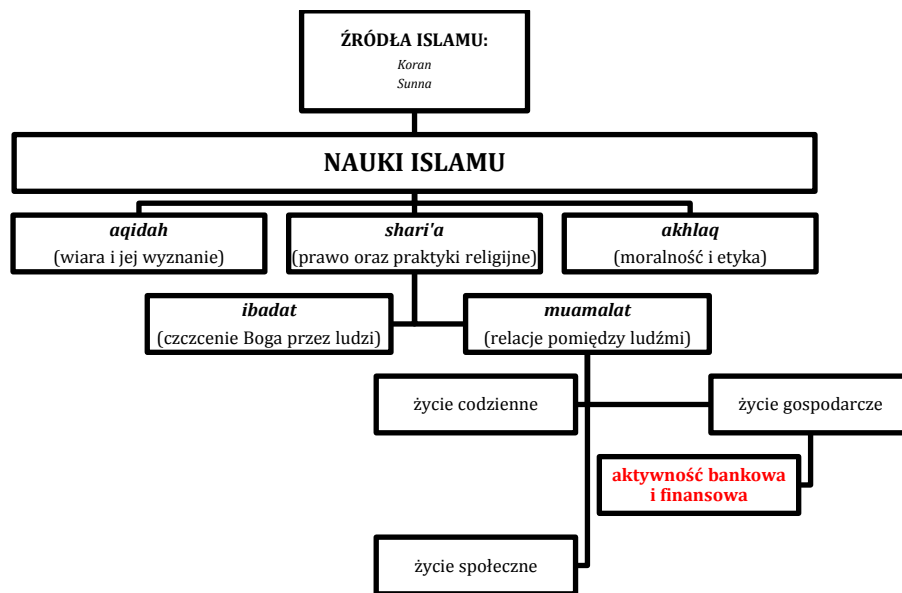 ŹRÓDŁA ISLAMU:
Koran
Sunna
NAUKI ISLAMU
aqidah
(wiara i jej wyznanie)
shari'a
(prawo oraz praktyki religijne)
akhlaq
(moralność i etyka)
ibadat
(czczcenie Boga przez ludzi)
muamalat
(relacje pomiędzy ludźmi)
życie codzienne
życie gospodarcze
aktywność bankowa
i finansowa
życie społeczne